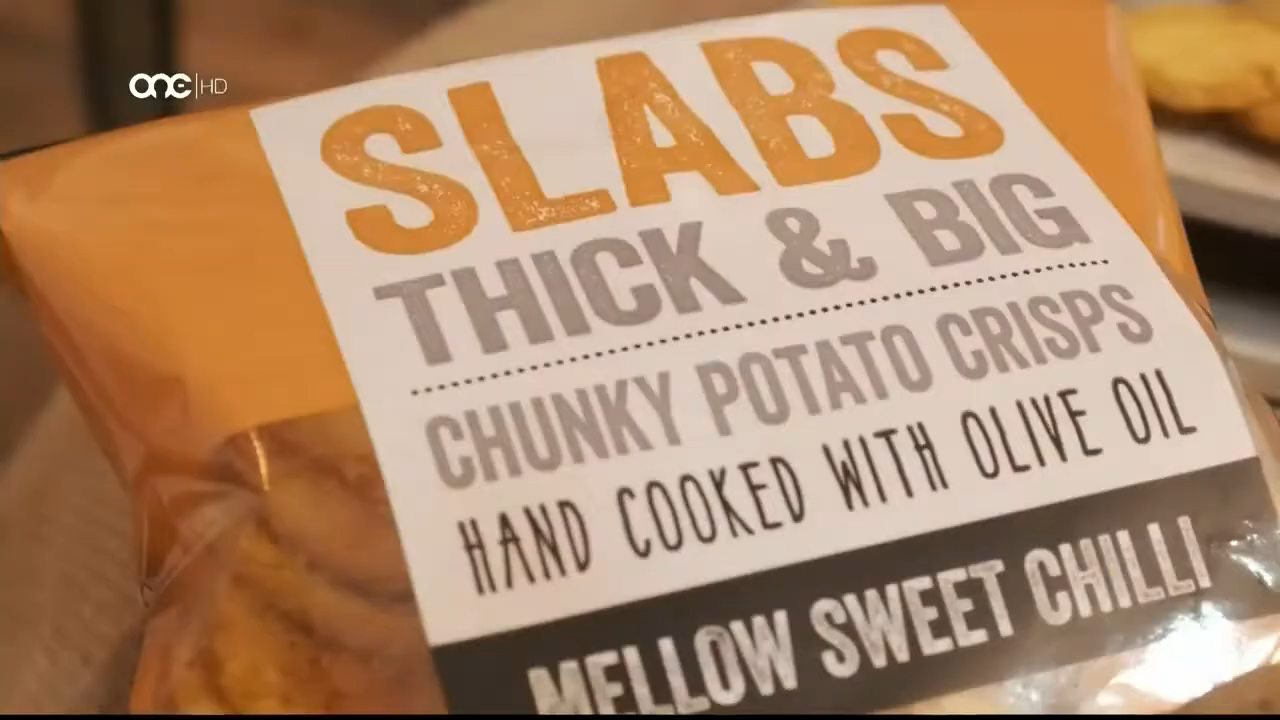 one|HD
SLABS
THICK & BIG
CHUNKY POTATO CRISPS
HAND COOKED WITH OLIVE OIL
MELLOW SWEET CHILLI